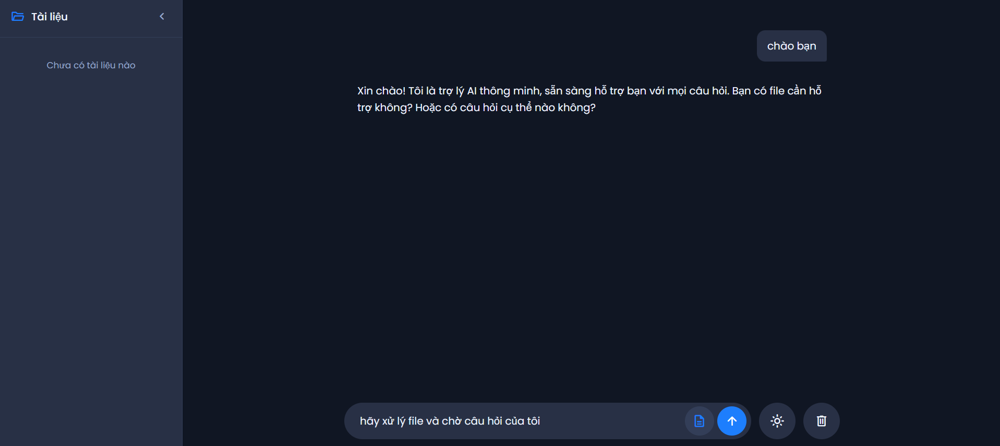 Tài liệu
Chưa có tài liệu nào
chào bạn
Xin chào! Tôi là trợ lý AI thông minh, sẵn sàng hỗ trợ bạn với mọi câu hỏi. Bạn có file cần hỗ
trợ không? Hoặc có câu hỏi cụ thể nào không?
hãy xử lý file và chờ câu hỏi của tôi